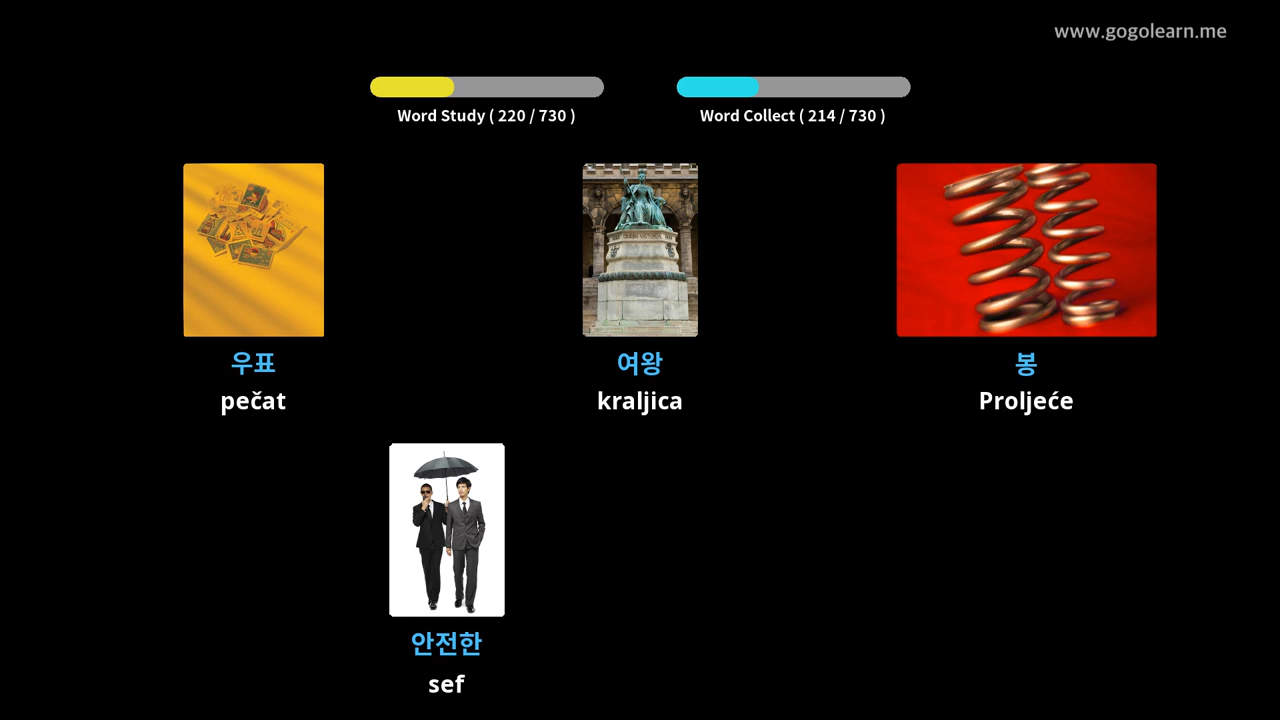 www.gogolearn.me
Word Study ( 220 / 730 )
Word Collect ( 214 / 730 )
우표
pečat
여왕
kraljica
봉
Proljeće
안전한
sef